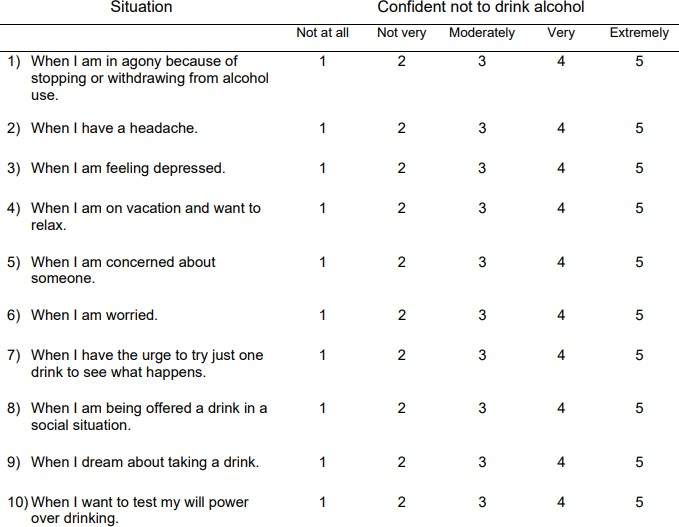 Situation Confident not to drink alcohol
Not at all Not very Moderately Very Extremely
1) When I am in agony because of 1 2 3 4 5
stopping or withdrawing from alcohol
use.
2) When I have a headache. 1 2 3 4 5
3) When I am feeling depressed. 1 2 3 4 5
4) When I am on vacation and want to 1 2 3 4 5
relax.
5) When I am concerned about 1 2 3 4 5
someone.
6) When I am worried. 1 2 3 4 5
7) When I have the urge to try just one 1 2 3 4 5
drink to see what happens.
8) When I am being offered a drink in a 1 2 3 4 5
social situation.
9) When I dream about taking a drink. 1 2 3 4 5
10) When I want to test my will power 1 2 3 4 5
over drinking.